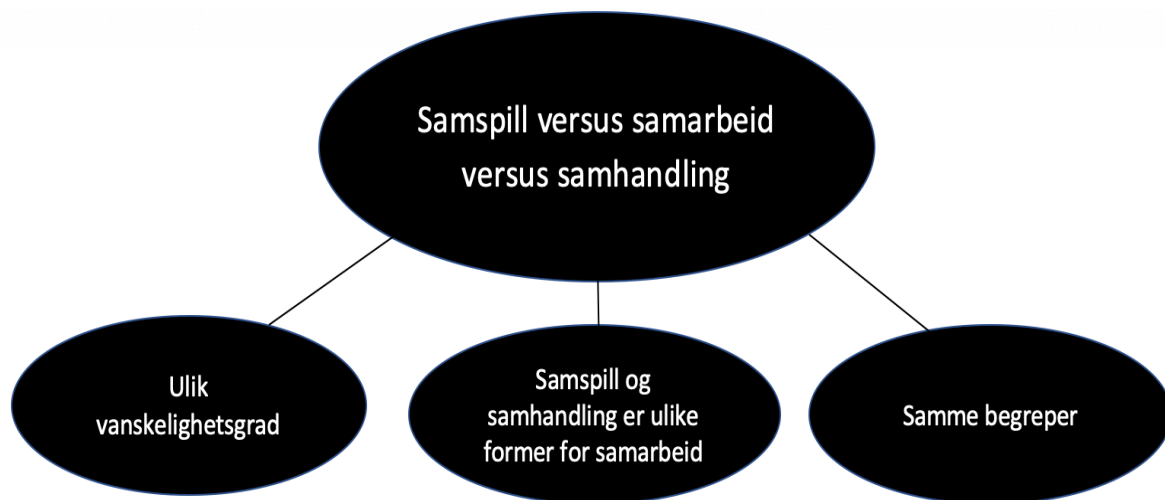 Samspill versus samarbeid
versus samhandling
Ulik
vanskelighetsgrad
Samspill og
samhandling er ulike
former for samarbeid
Samme begreper